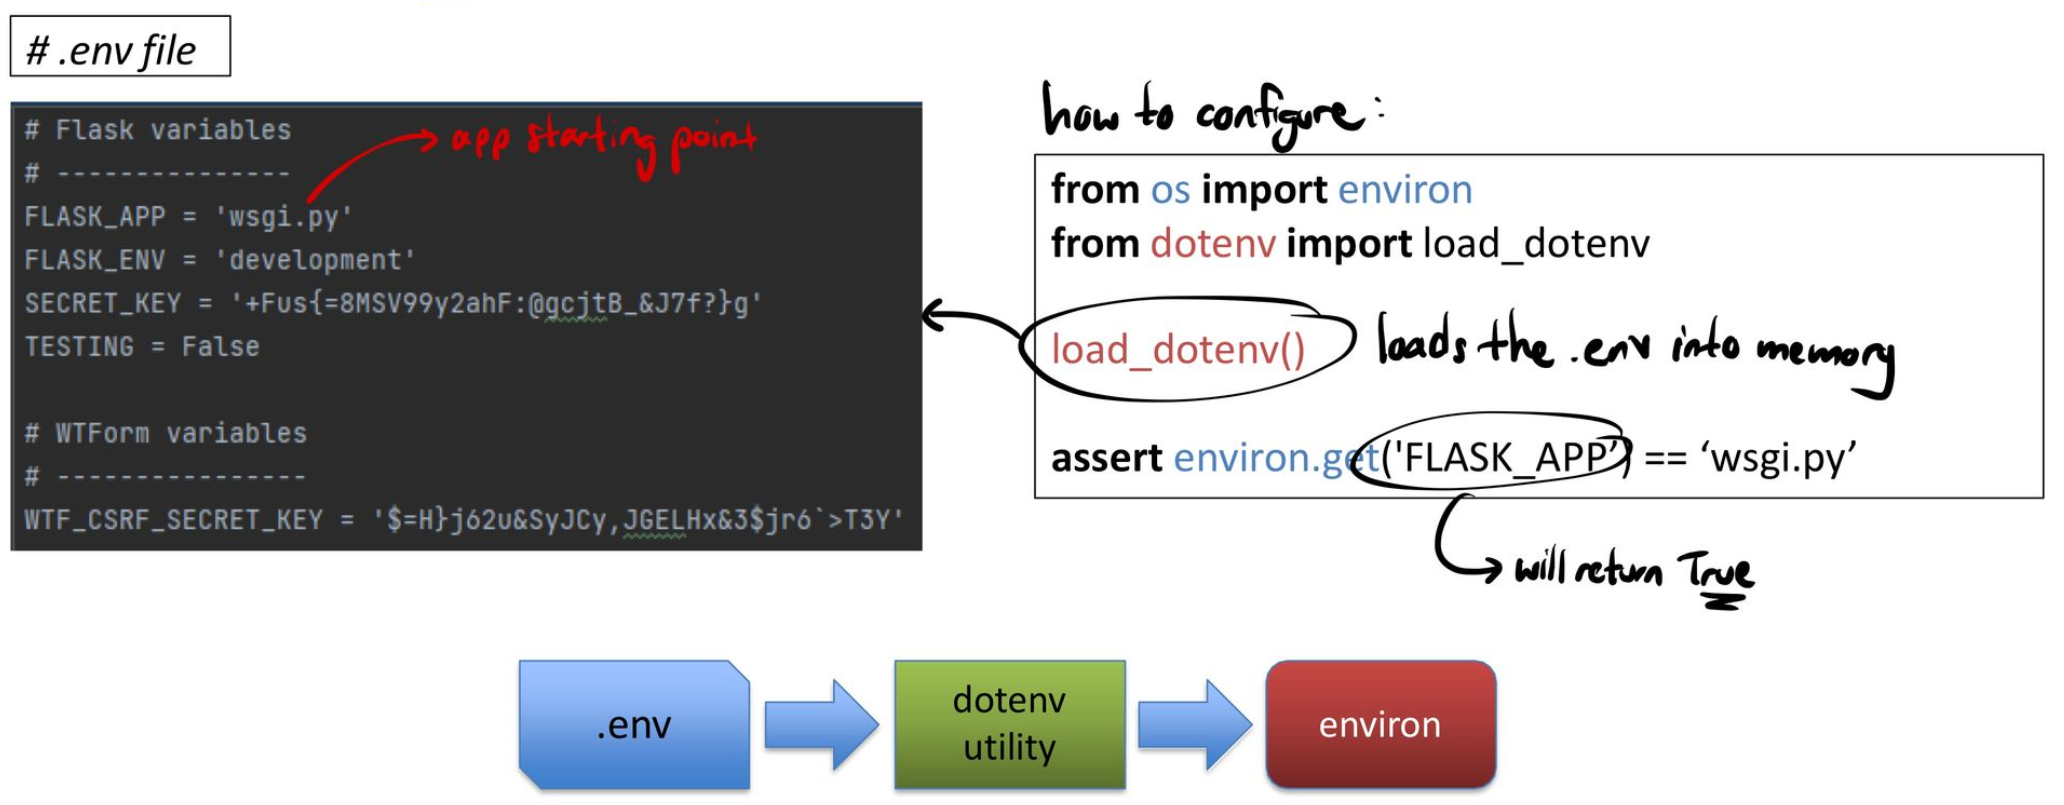 # .env file
# Flask variables
# ---------------
FLASK_APP = 'wsgi.py'
FLASK_ENV = 'development'
SECRET_KEY = '+Fus{=8MSV99y2ahF:@gcjtB_&J7f?}g'
TESTING = False
# WTForm variables
# ----------------
WTF_CSRF_SECRET_KEY = '$=H}j62u&SyJCy,JGELHx&3$jr6`>T3Y'
app starting point
how to configure:
from os import environ
from dotenv import load_dotenv
load_dotenv()
loads the .env into memory
assert environ.get('FLASK_APP’) == ‘wsgi.py’
will return True
.env
dotenv
utility
environ